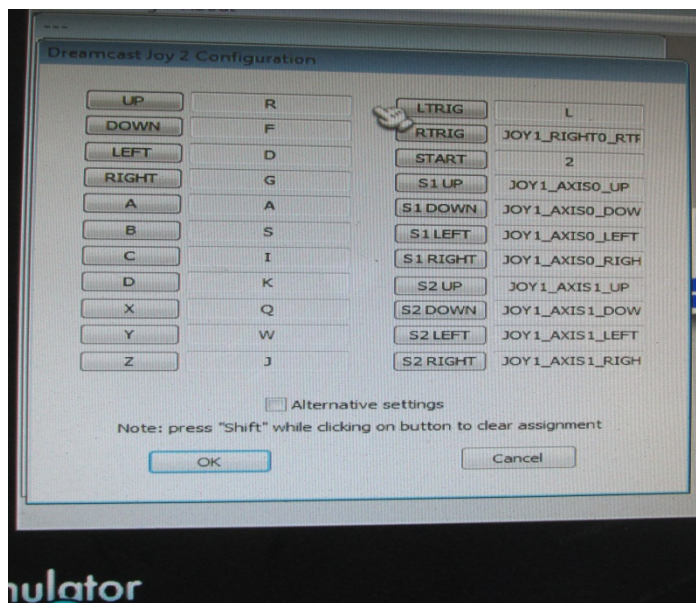 ---
Dreamcast Joy 2 Configuration
UP R
DOWN F
LEFT D
RIGHT G
A A
B S
C I
D K
X Q
Y W
Z J
LTRIG L
RTRIG JOY1_RIGHT0_RTF
START 2
S1 UP JOY1_AXIS0_UP
S1 DOWN JOY1_AXIS0_DOW
S1 LEFT JOY1_AXIS0_LEFT
S1 RIGHT JOY1_AXIS0_RIGH
S2 UP JOY1_AXIS1_UP
S2 DOWN JOY1_AXIS1_DOW
S2 LEFT JOY1_AXIS1_LEFT
S2 RIGHT JOY1_AXIS1_RIGH
Alternative settings
Note: press "Shift" while clicking on button to clear assignment
OK Cancel
nulator